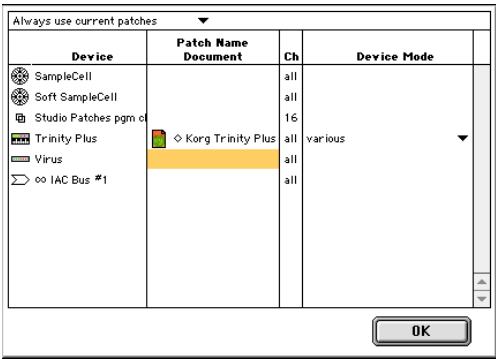 Always use current patches
Device Patch Name Document Ch Device Mode
SampleCell all
Soft SampleCell all
Studio Patches pgm 16
Trinity Plus ◇ Korg Trinity Plus all various
Virus all
∞ IAC Bus #1 all
OK